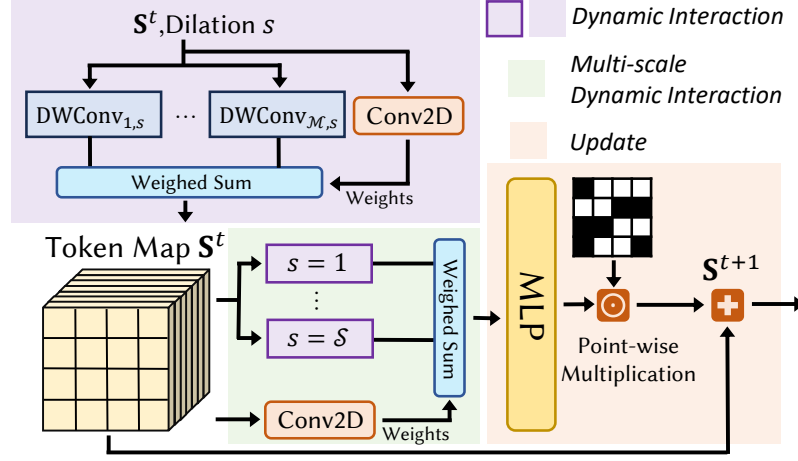 S^t,Dilation s
Dynamic Interaction
Multi-scale
Dynamic Interaction
Update
DWConv_{1,s}
...
DWConv_{ℳ,s}
Conv2D
Weighed Sum
Weights
Token Map S^t
s = 1
⋮
s = 𝒮
Weighed Sum
Conv2D
Weights
MLP
Point-wise
Multiplication
S^{t+1}